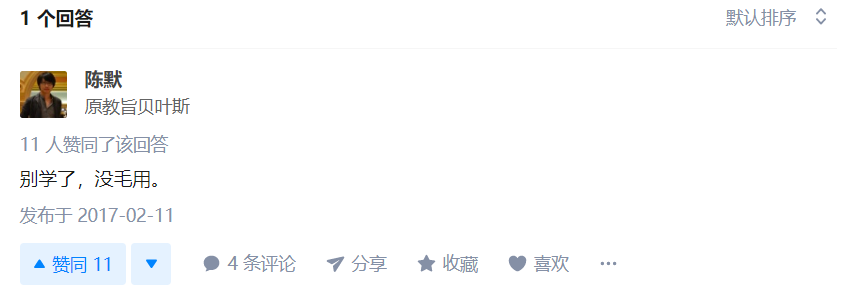 1 个回答
默认排序
陈默
原教旨贝叶斯
11 人赞同了该回答
别学了，没毛用。
发布于 2017-02-11
赞同 11
4 条评论
分享
收藏
喜欢